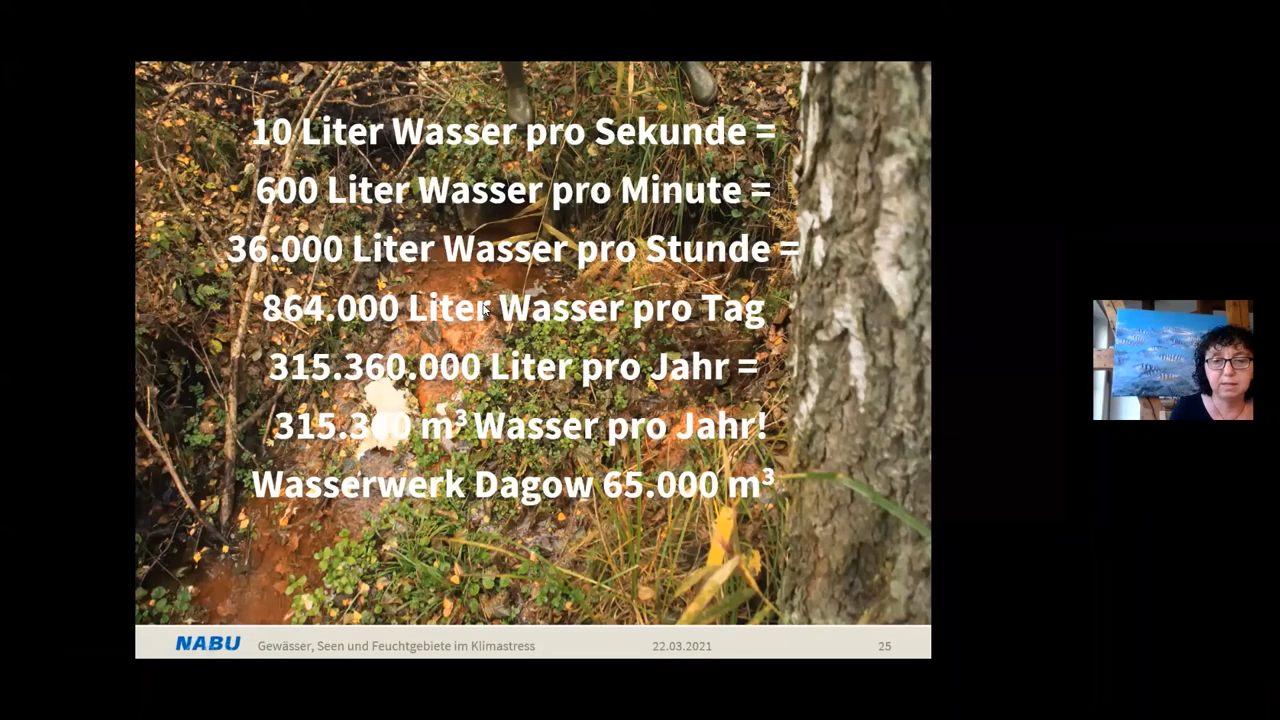 10 Liter Wasser pro Sekunde =
600 Liter Wasser pro Minute =
36.000 Liter Wasser pro Stunde =
864.000 Liter Wasser pro Tag
315.360.000 Liter pro Jahr =
315.360 m³ Wasser pro Jahr!
Wasserwerk Dagow 65.000 m³
NABU Gewässer, Seen und Feuchtgebiete im Klimastress 22.03.2021 25